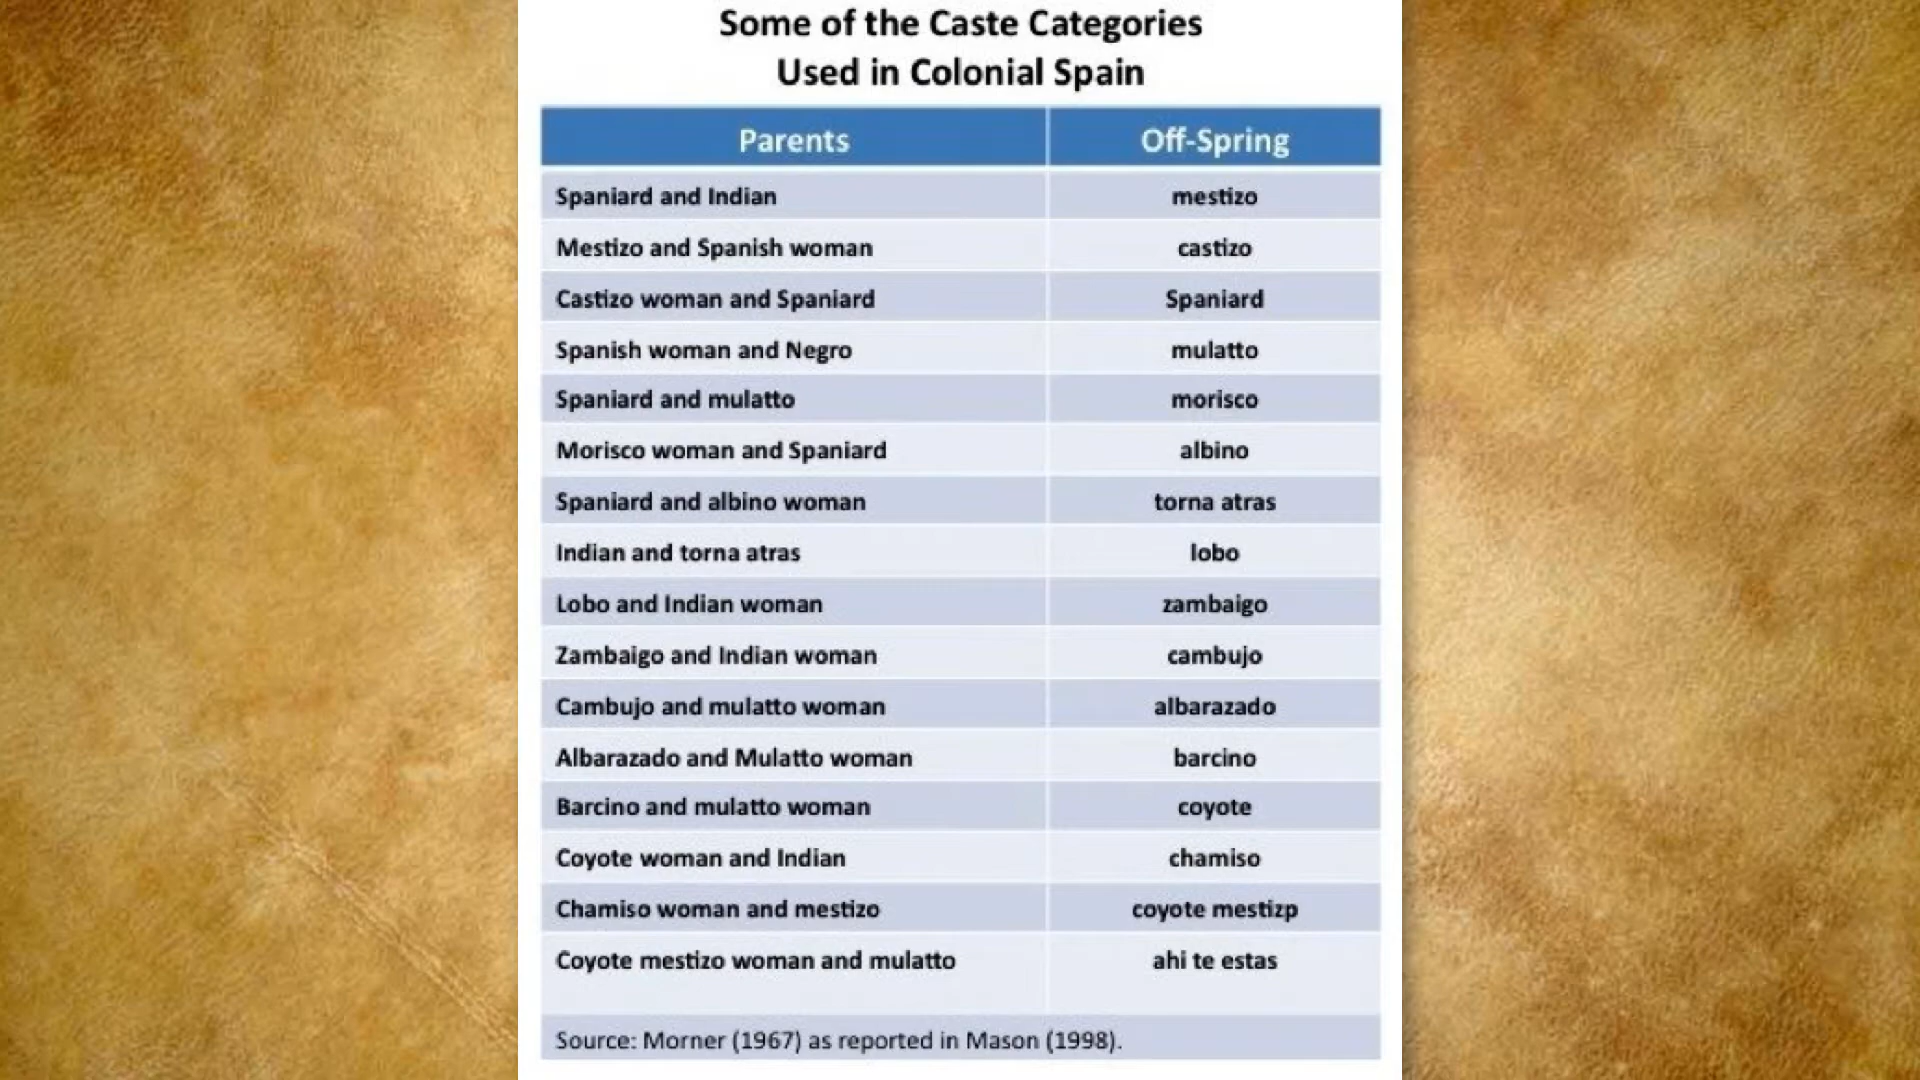 Some of the Caste Categories
Used in Colonial Spain
Parents Off-Spring
Spaniard and Indian mestizo
Mestizo and Spanish woman castizo
Castizo woman and Spaniard Spaniard
Spanish woman and Negro mulatto
Spaniard and mulatto morisco
Morisco woman and Spaniard albino
Spaniard and albino woman torna atras
Indian and torna atras lobo
Lobo and Indian woman zambaigo
Zambaigo and Indian woman cambujo
Cambujo and mulatto woman albarazado
Albarazado and Mulatto woman barcino
Barcino and mulatto woman coyote
Coyote woman and Indian chamiso
Chamiso woman and mestizo coyote mestizp
Coyote mestizo woman and mulatto ahi te estas
Source: Morner (1967) as reported in Mason (1998).